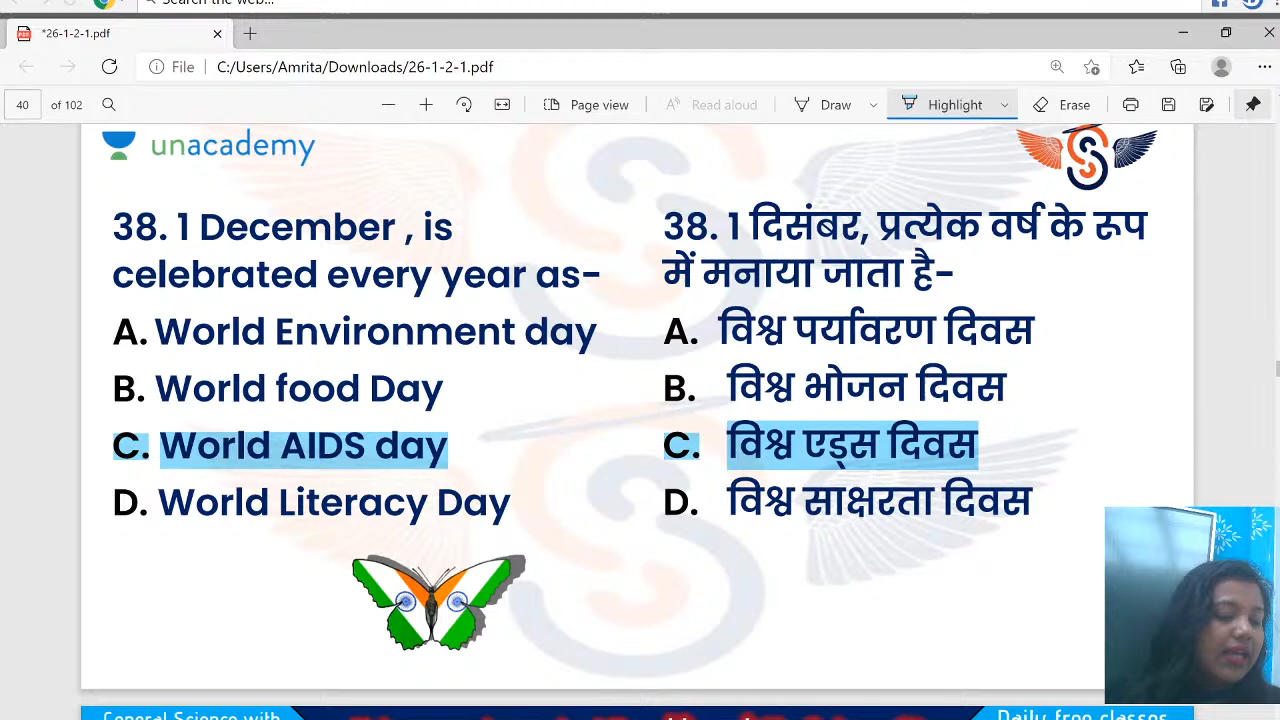 Search the web...
*26-1-2-1.pdf
File C:/Users/Amrita/Downloads/26-1-2-1.pdf
40 of 102 Page view Read aloud Draw Highlight Erase
unacademy
38. 1 December , is
celebrated every year as-
A. World Environment day
B. World food Day
C. World AIDS day
D. World Literacy Day
38. 1 दिसंबर, प्रत्येक वर्ष के रूप
में मनाया जाता है-
A. विश्व पर्यावरण दिवस
B. विश्व भोजन दिवस
C. विश्व एड्स दिवस
D. विश्व साक्षरता दिवस
General Science with
Daily free classes